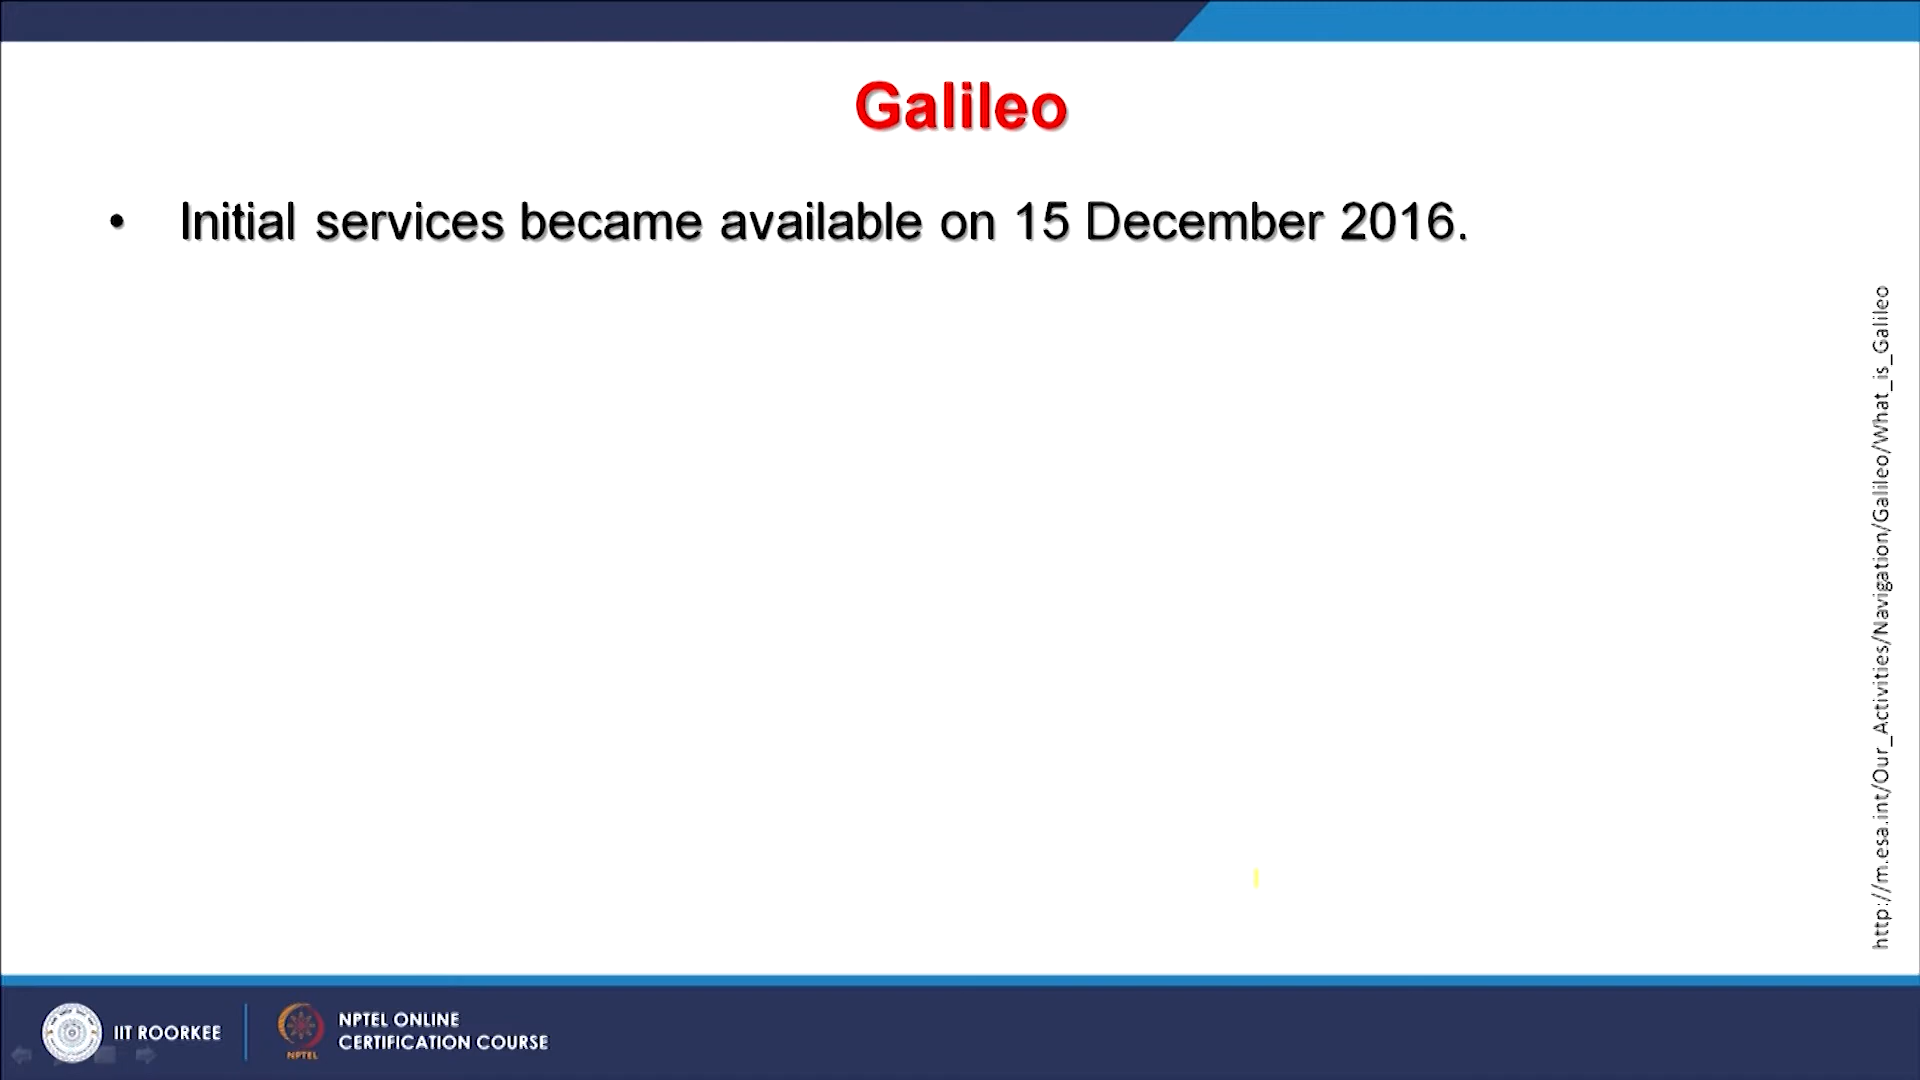 Galileo
• Initial services became available on 15 December 2016.
http://m.esa.int/Our_Activities/Navigation/Galileo/What_is_Galileo
IIT ROORKEE
NPTEL
NPTEL ONLINE
CERTIFICATION COURSE